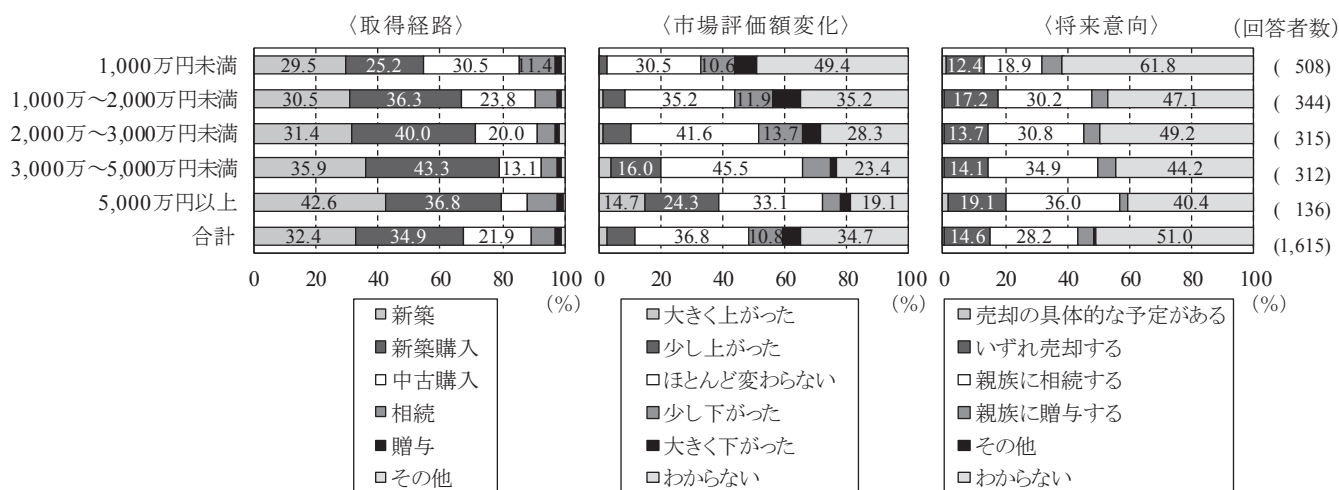 〈取得経路〉 〈市場評価額変化〉 〈将来意向〉 (回答者数)
1,000万円未満 29.5 25.2 30.5 11.4 30.5 10.6 49.4 12.4 18.9 61.8 ( 508)
1,000万～2,000万円未満 30.5 36.3 23.8 35.2 11.9 35.2 17.2 30.2 47.1 ( 344)
2,000万～3,000万円未満 31.4 40.0 20.0 41.6 13.7 28.3 13.7 30.8 49.2 ( 315)
3,000万～5,000万円未満 35.9 43.3 13.1 16.0 45.5 23.4 14.1 34.9 44.2 ( 312)
5,000万円以上 42.6 36.8 14.7 24.3 33.1 19.1 19.1 36.0 40.4 ( 136)
合計 32.4 34.9 21.9 36.8 10.8 34.7 14.6 28.2 51.0 (1,615)
0 20 40 60 80 100 0 20 40 60 80 100 0 20 40 60 80 100
(%) (%) (%)
新築 大きく上がった 売却の具体的な予定がある
新築購入 少し上がった いずれ売却する
中古購入 ほとんど変わらない 親族に相続する
相続 少し下がった 親族に贈与する
贈与 大きく下がった その他
その他 わからない わからない